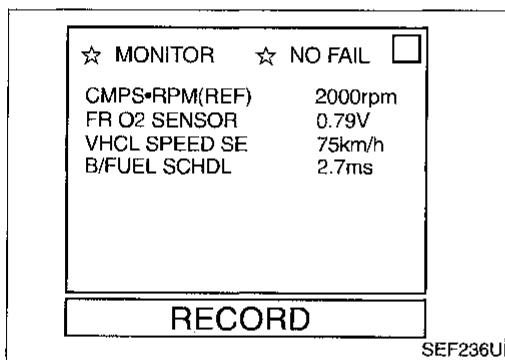 ☆ MONITOR ☆ NO FAIL
CMPS•RPM(REF) 2000rpm
FR O2 SENSOR 0.79V
VHCL SPEED SE 75km/h
B/FUEL SCHDL 2.7ms
RECORD
SEF236U